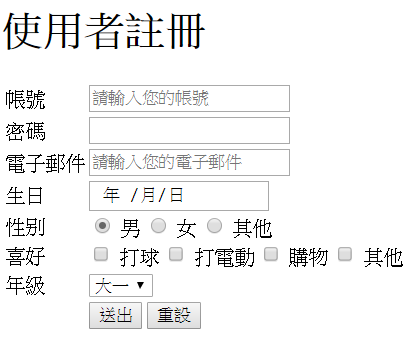 使用者註冊
帳號 請輸入您的帳號
密碼
電子郵件 請輸入您的電子郵件
生日 年 /月/日
性別 男 女 其他
喜好 打球 打電動 購物 其他
年級 大一
送出 重設